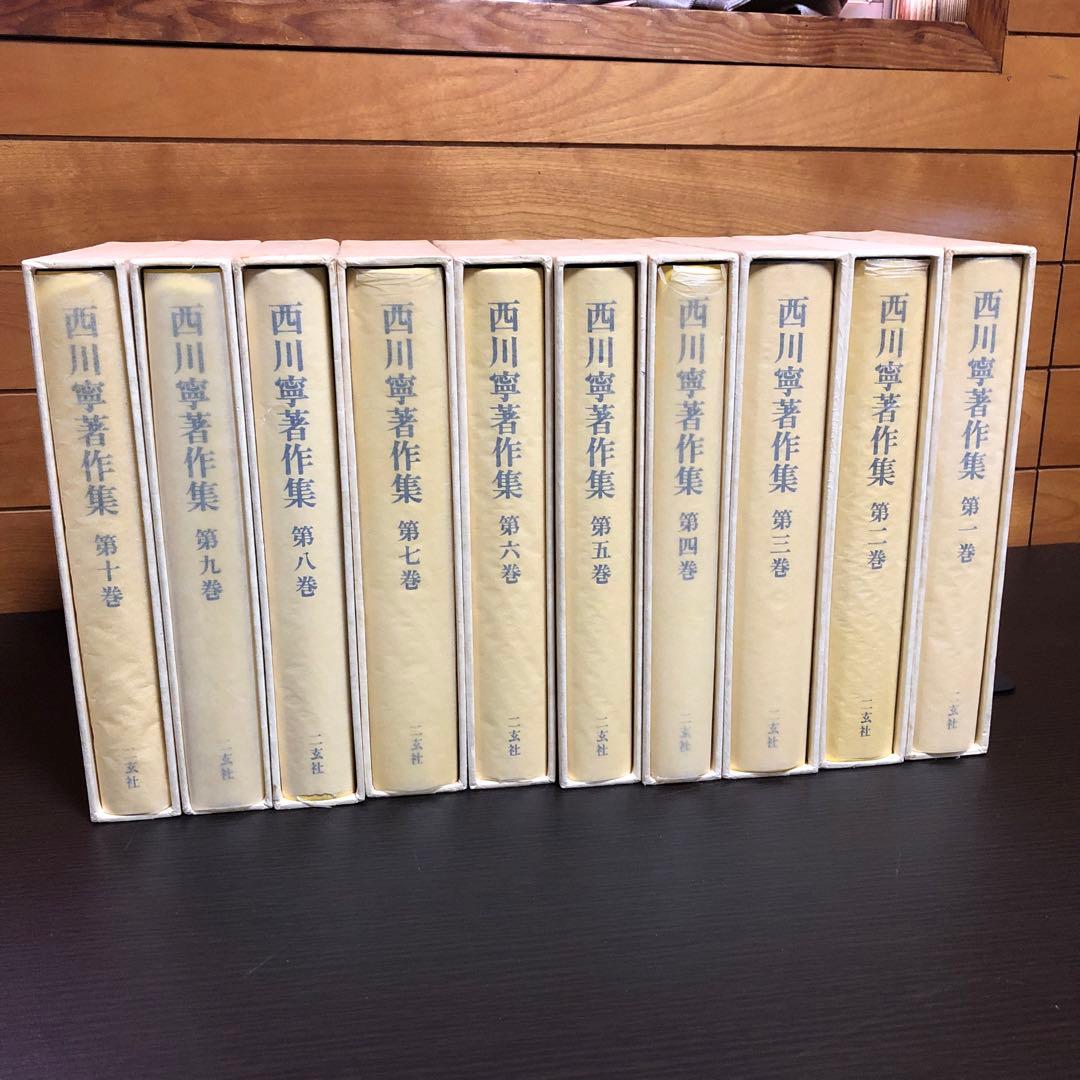 西川寧著作集 第一巻 二玄社
西川寧著作集 第二巻 二玄社
西川寧著作集 第三巻 二玄社
西川寧著作集 第四巻 二玄社
西川寧著作集 第五巻 二玄社
西川寧著作集 第六巻 二玄社
西川寧著作集 第七巻 二玄社
西川寧著作集 第八巻 二玄社
西川寧著作集 第九巻 二玄社
西川寧著作集 第十巻 二玄社